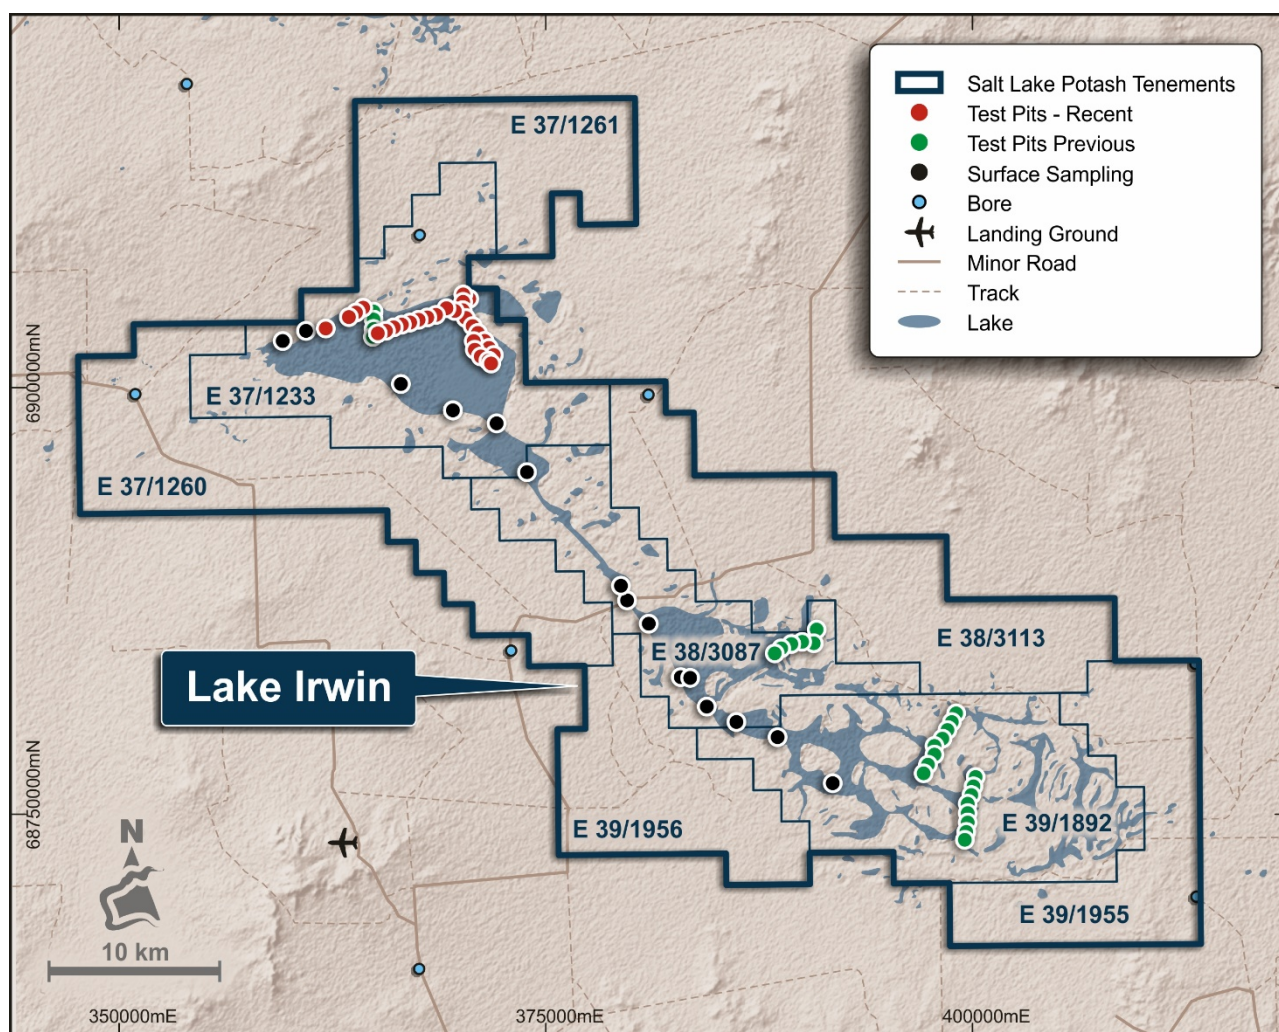 Salt Lake Potash Tenements
Test Pits - Recent
Test Pits Previous
Surface Sampling
Bore
Landing Ground
Minor Road
Track
Lake
E 37/1261
6900000mN
E 37/1233
E 37/1260
E 38/3087
E 38/3113
Lake Irwin
6875000mN
E 39/1956
E 39/1892
E 39/1955
N
10 km
350000mE
375000mE
400000mE